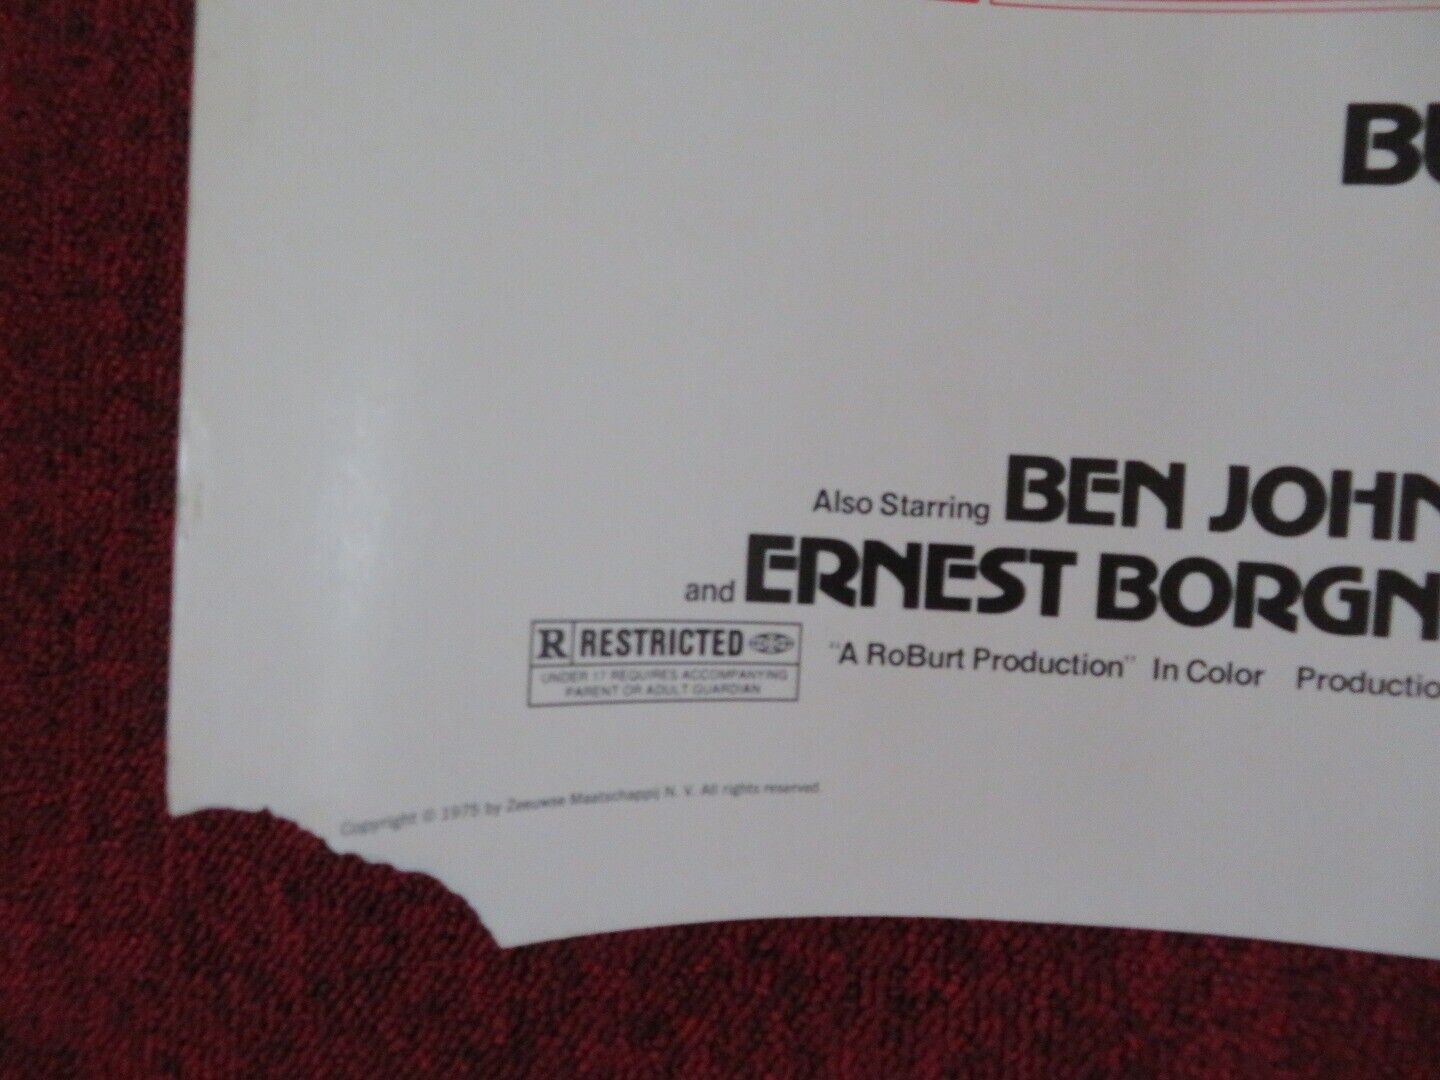 BU
Also Starring BEN JOHN
and ERNEST BORGN
R RESTRICTED
UNDER 17 REQUIRES ACCOMPANYING
PARENT OR ADULT GUARDIAN
"A RoBurt Production" In Color Productio
Copyright © 1975 by Zeeuwse Maatschappij N. V. All rights reserved.